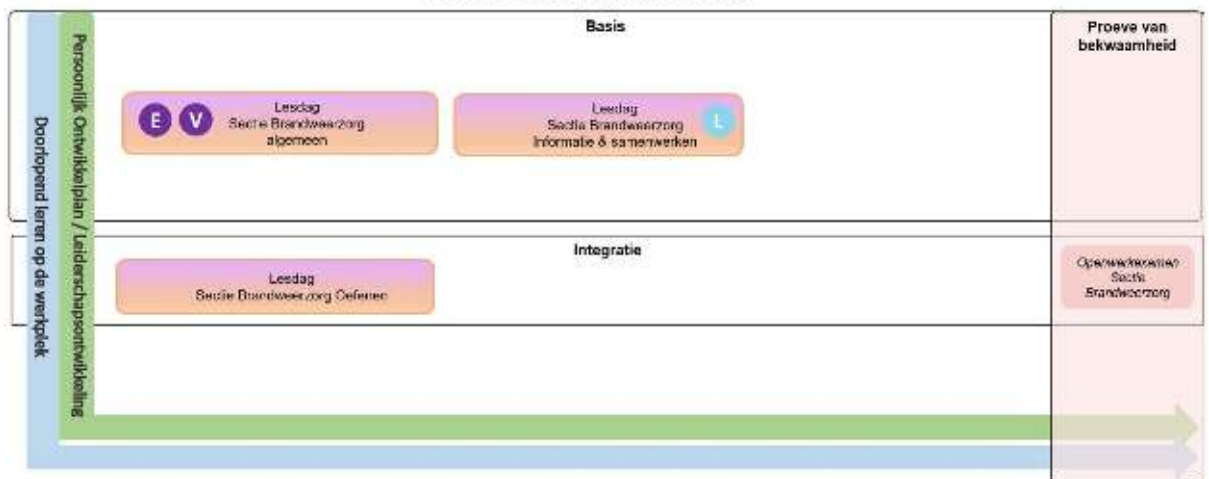 Basis
Proeve van
bekwaamheid
Doorlopend leren op de werkplek
Persoonlijk Ontwikkelplan / Leiderschapsontwikkeling
E V
Lesdag
Sectie Brandweerzorg
algemeen
Lesdag
Sectie Brandweerzorg
Informatie & samenwerken
L
Integratie
Lesdag
Sectie Brandweerzorg Oefenen
Sectie
Brandweerzorg